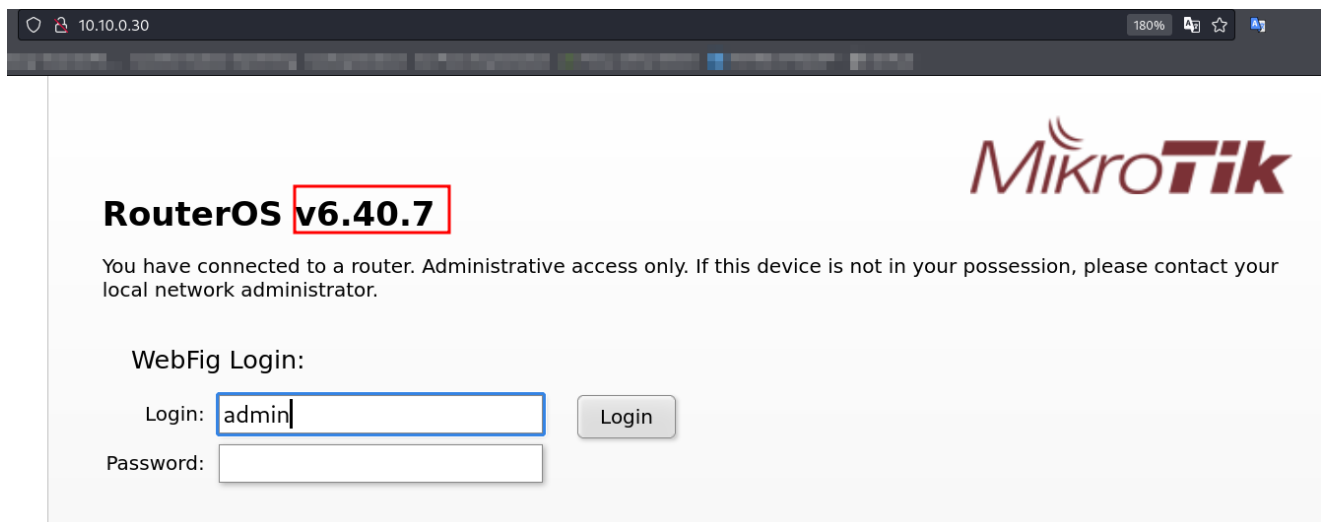 10.10.0.30
180%
MikroTik
RouterOS v6.40.7
You have connected to a router. Administrative access only. If this device is not in your possession, please contact your
local network administrator.
WebFig Login:
Login: admin Login
Password: